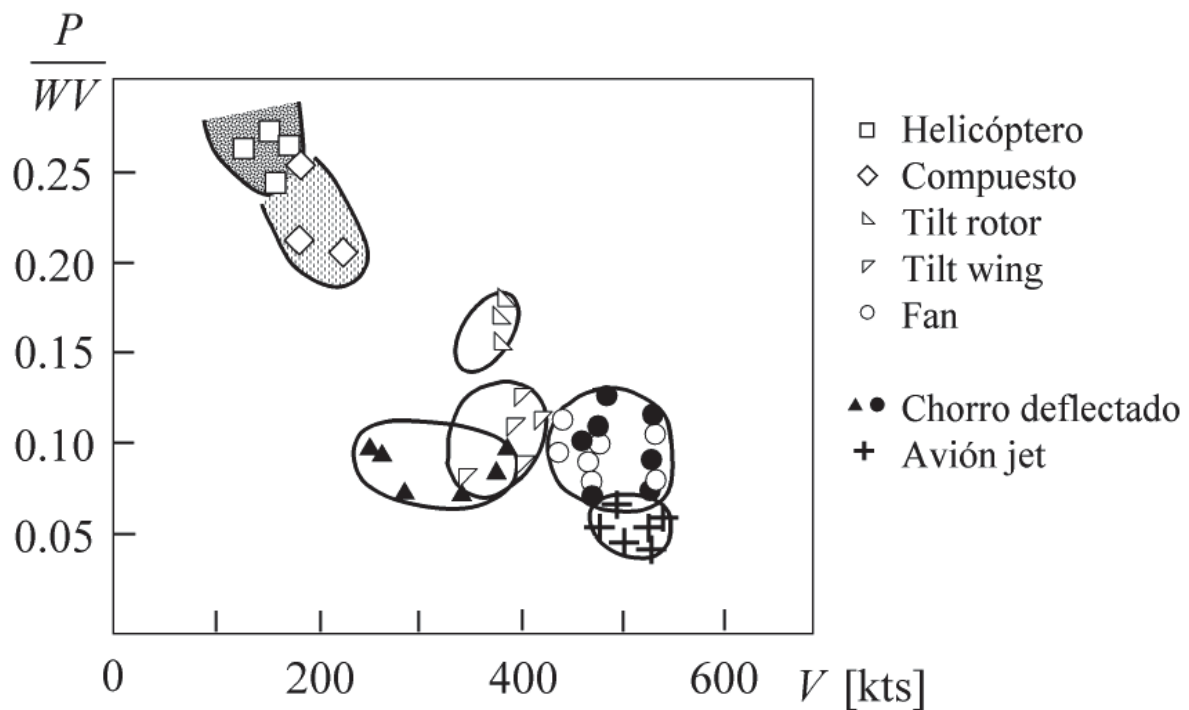 P
WV
0.25
0.20
0.15
0.10
0.05
0 200 400 600 V [kts]
Helicóptero
Compuesto
Tilt rotor
Tilt wing
Fan
Chorro deflectado
Avión jet